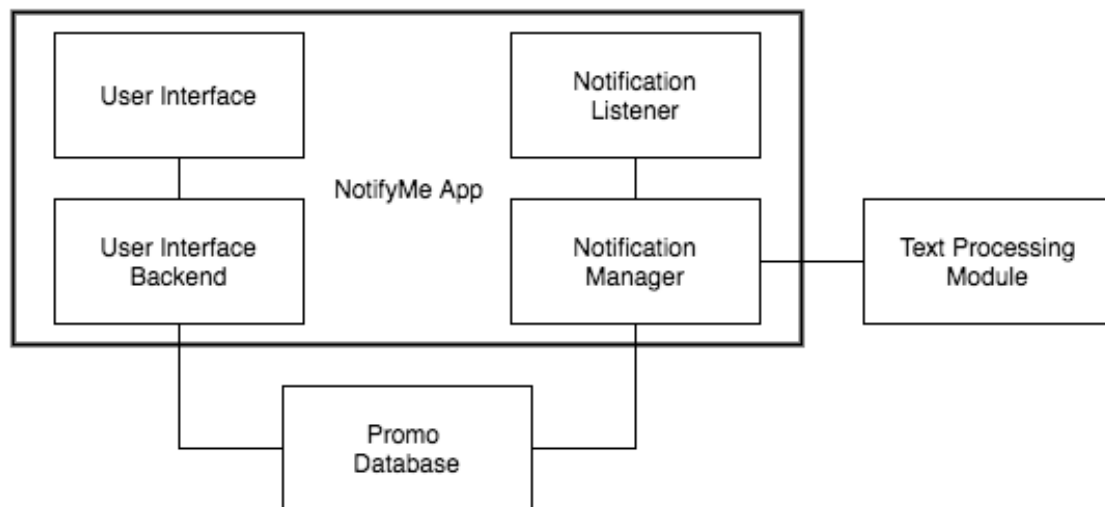 User Interface
Notification
Listener
NotifyMe App
User Interface
Backend
Notification
Manager
Text Processing
Module
Promo
Database